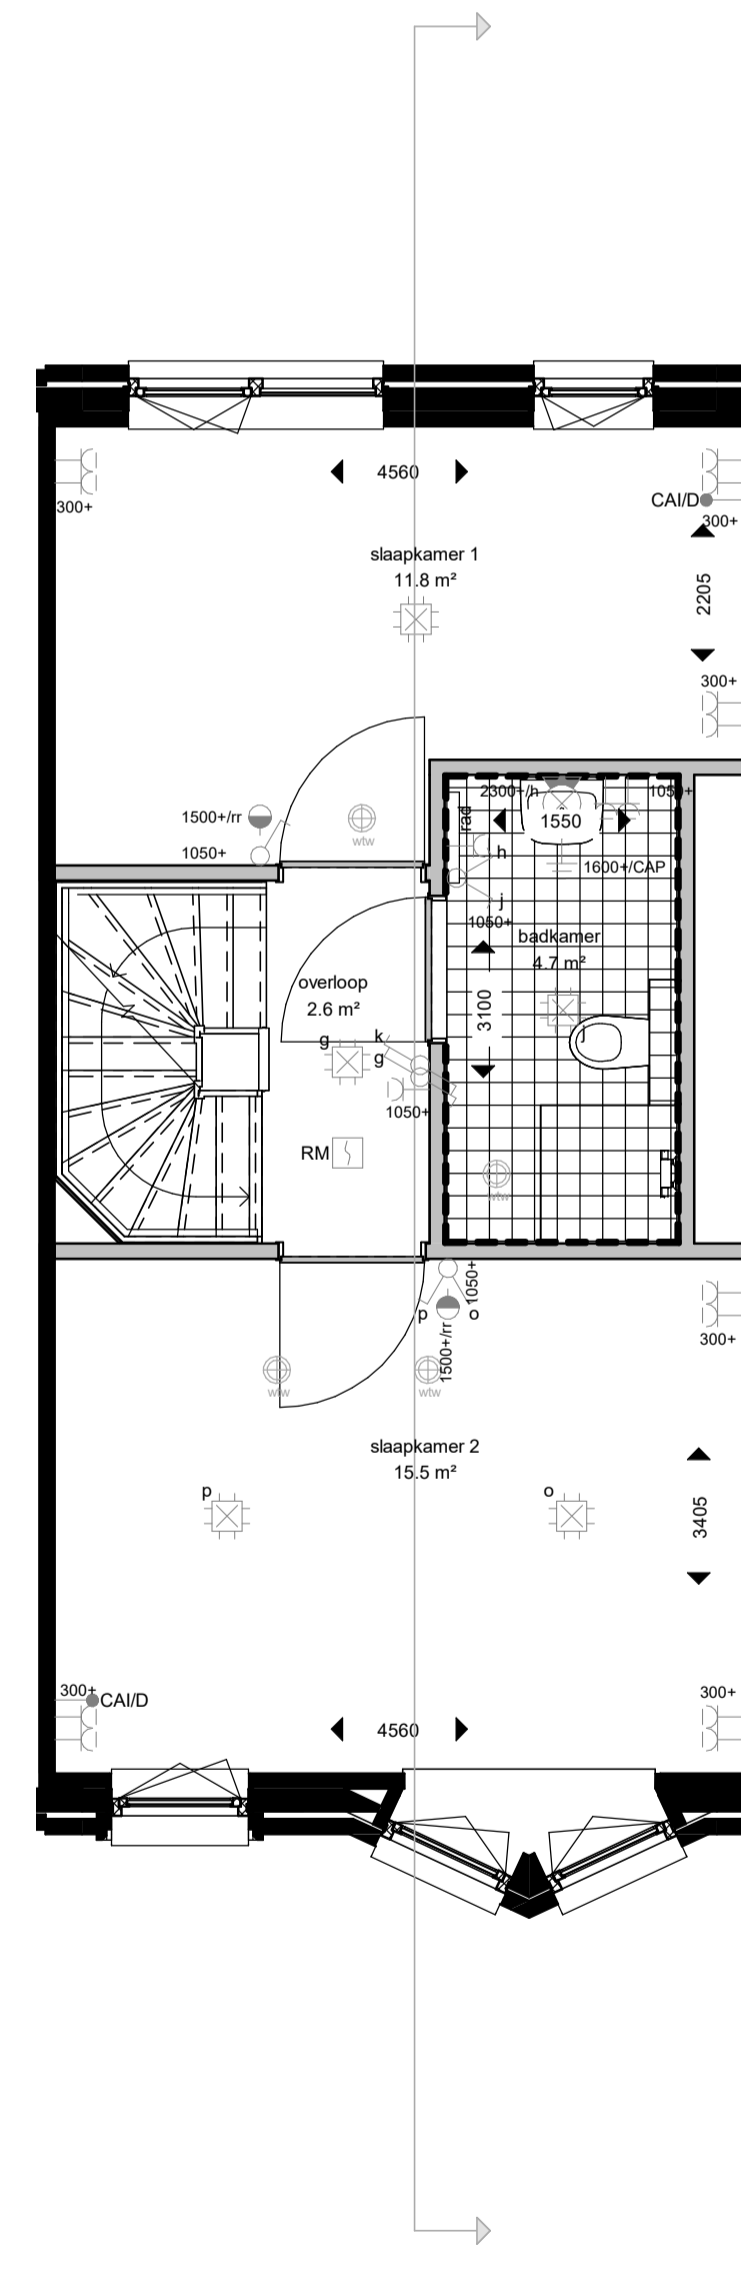 4560
300+
CAI/D
300+
slaapkamer 1
11.8 m²
2205
300+
2300+/h
1050+
rad
1550
1500+/rr
wtw
1050+
h
1600+/CAP
j
1050+
badkamer
4.7 m²
overloop
2.6 m²
3100
g
k
g
j
1050+
RM
wtw
1050+
p
o
1500+/rr
300+
wtw
wtw
slaapkamer 2
15.5 m²
p
o
3405
300+
CAI/D
300+
4560